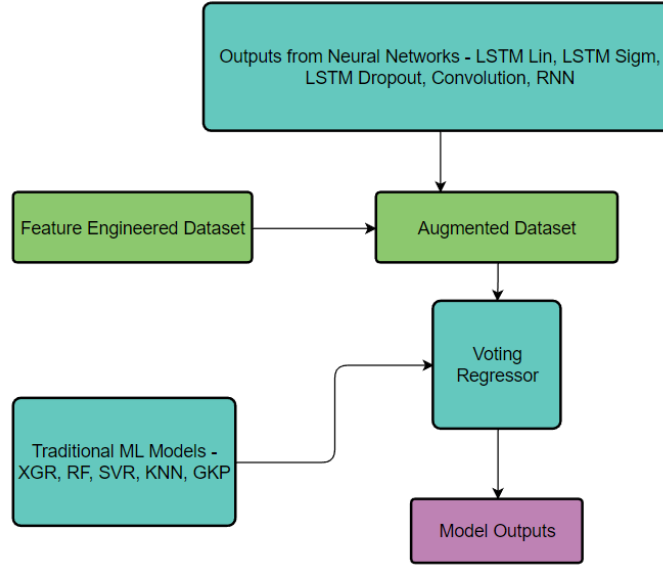 Outputs from Neural Networks - LSTM Lin, LSTM Sigm,
LSTM Dropout, Convolution, RNN
Feature Engineered Dataset
Augmented Dataset
Voting
Regressor
Traditional ML Models -
XGR, RF, SVR, KNN, GKP
Model Outputs